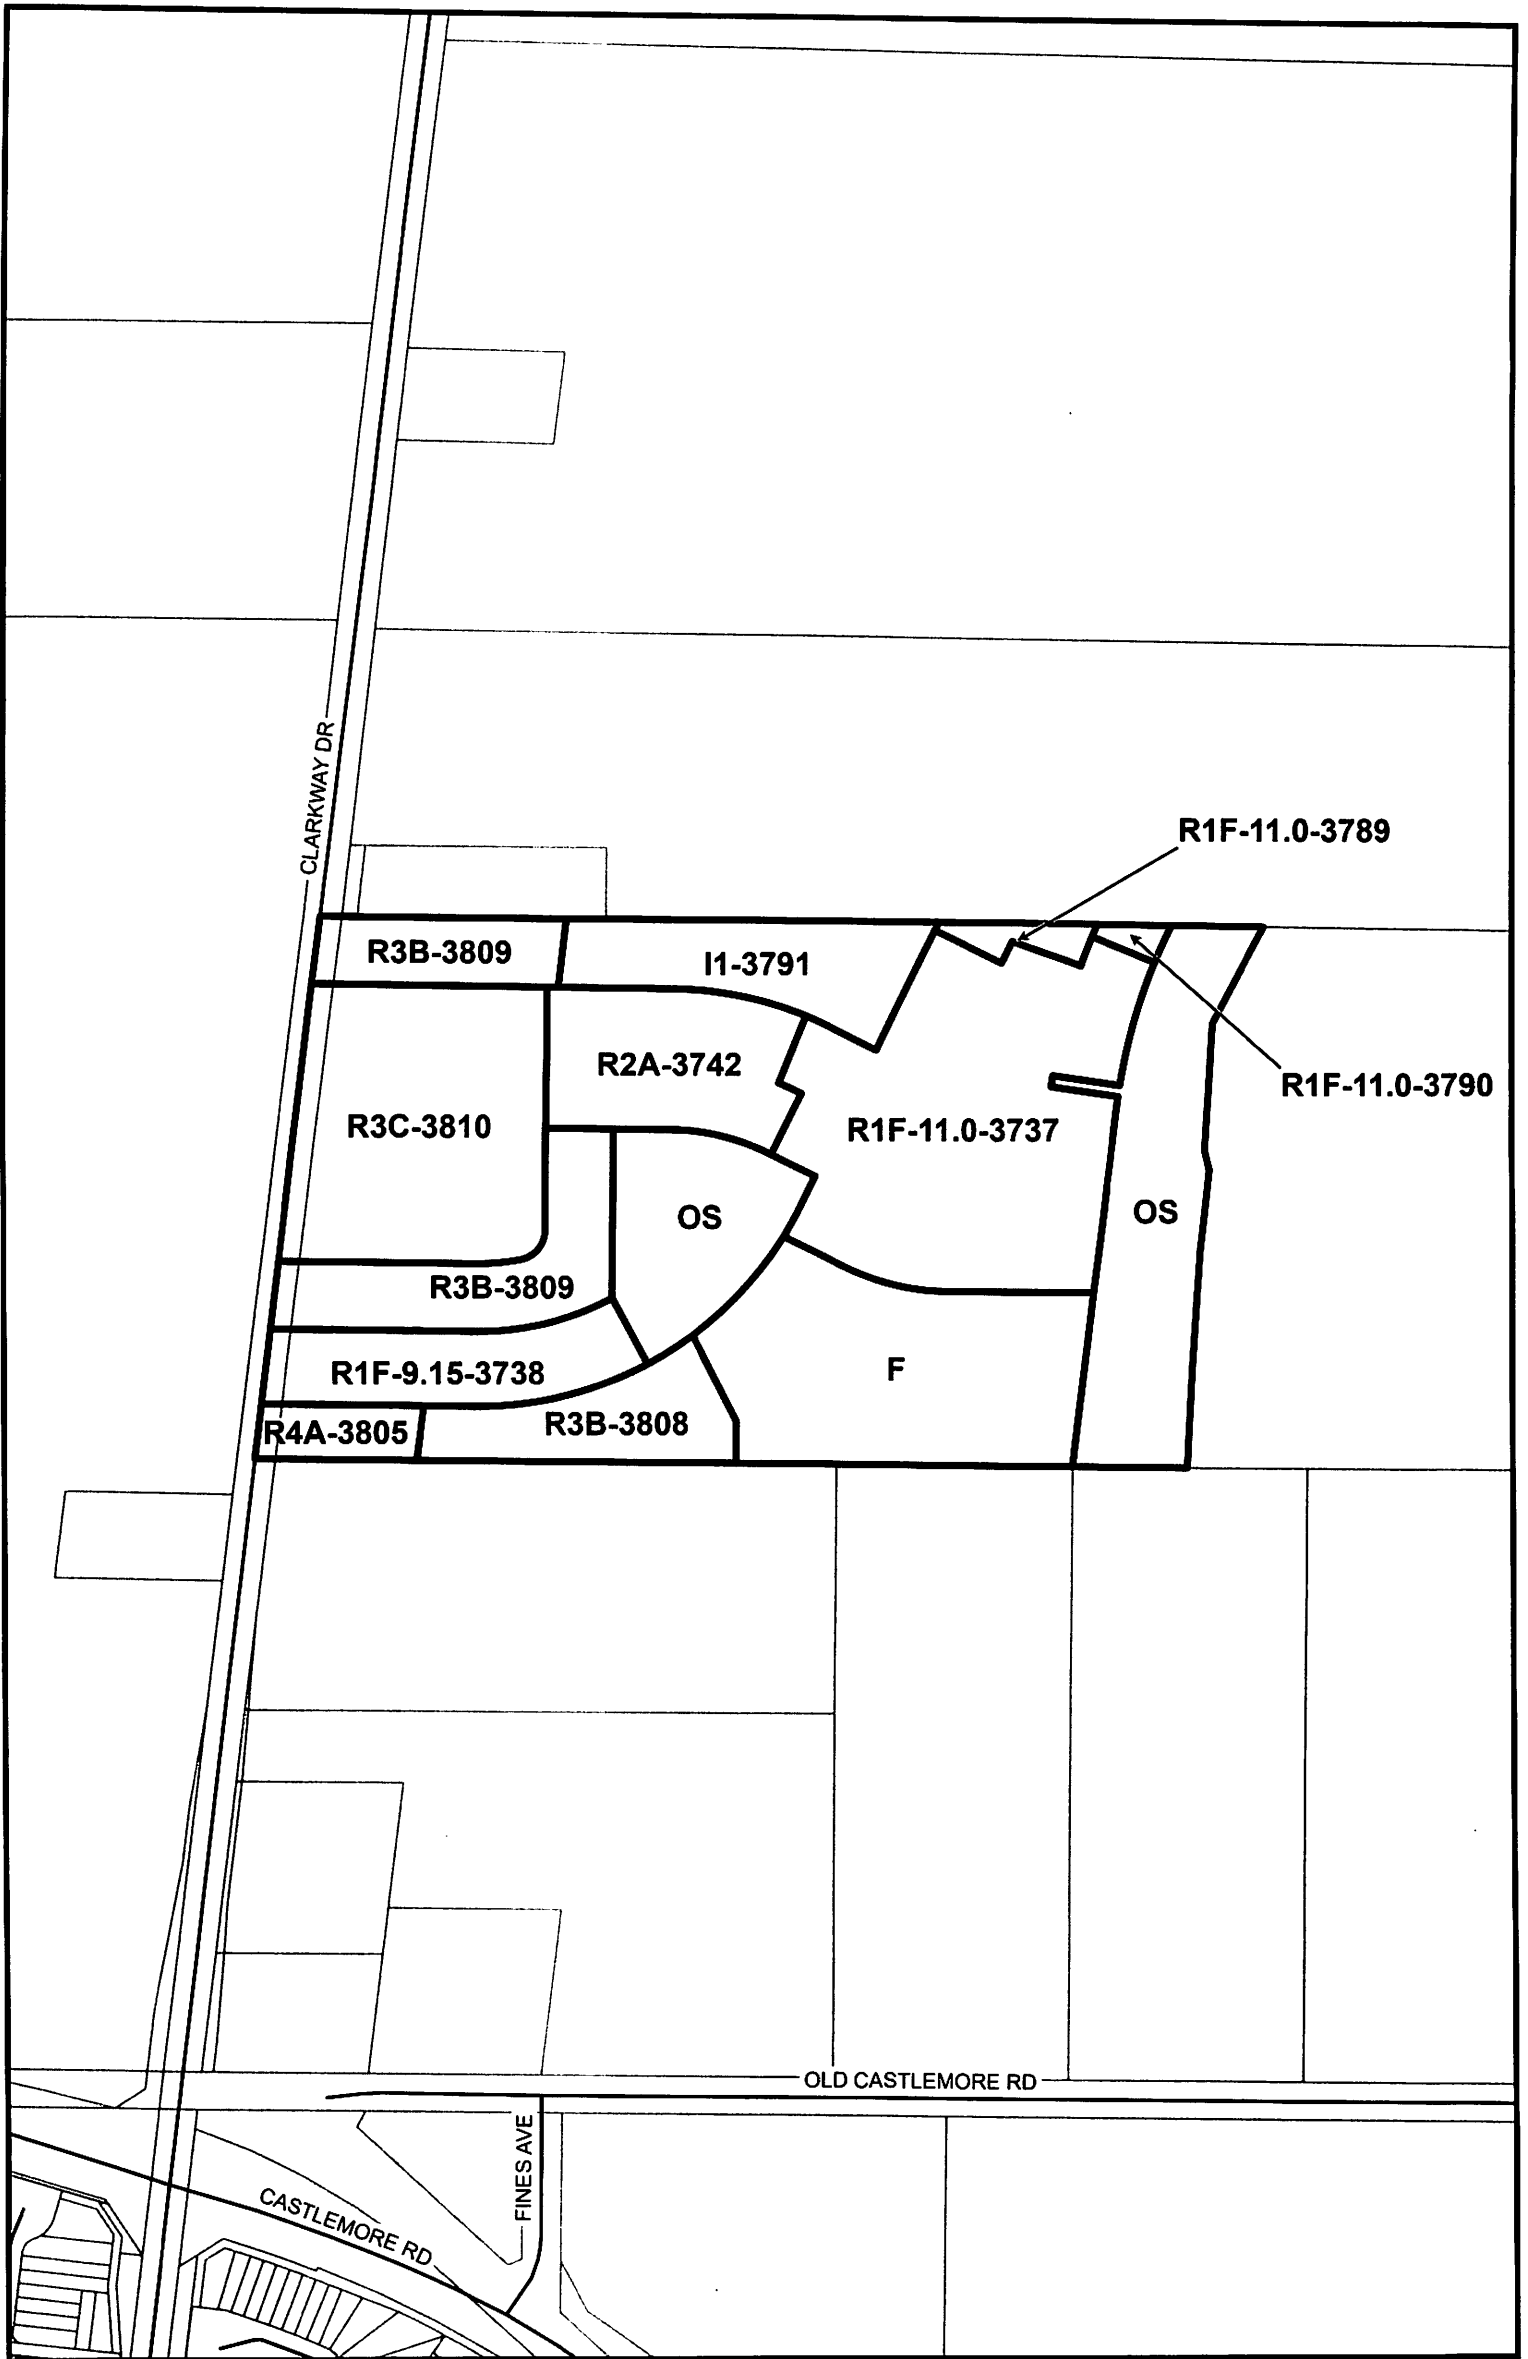 CLARKWAY DR
R1F-11.0-3789
R3B-3809
I1-3791
R2A-3742
R1F-11.0-3790
R3C-3810
R1F-11.0-3737
OS
OS
R3B-3809
R1F-9.15-3738
F
R3B-3808
R4A-3805
OLD CASTLEMORE RD
FINES AVE
CASTLEMORE RD